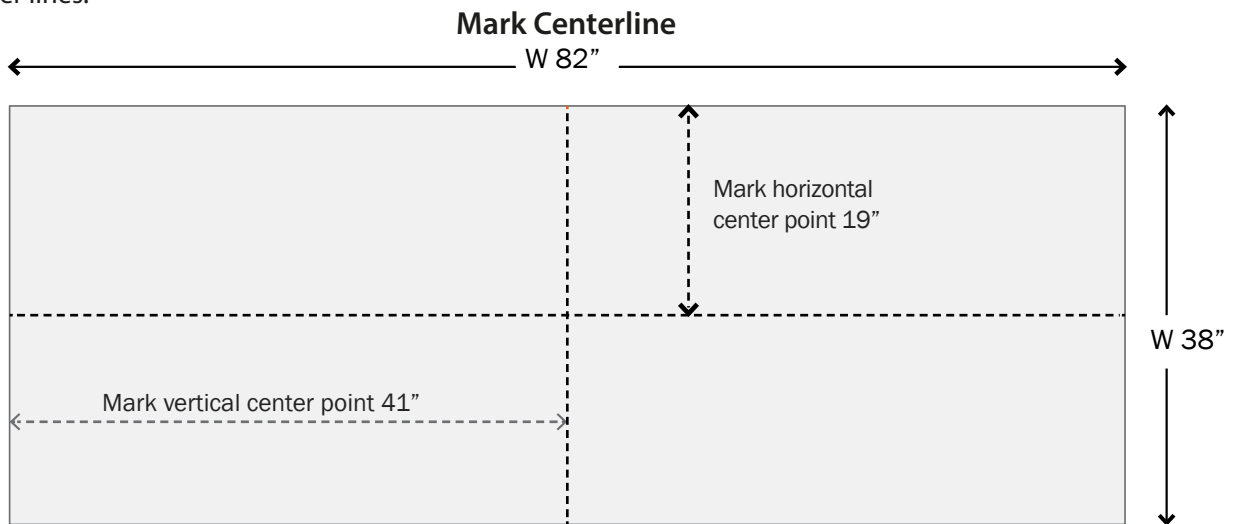 er lines.
Mark Centerline
W 82”
Mark horizontal
center point 19”
W 38”
Mark vertical center point 41”